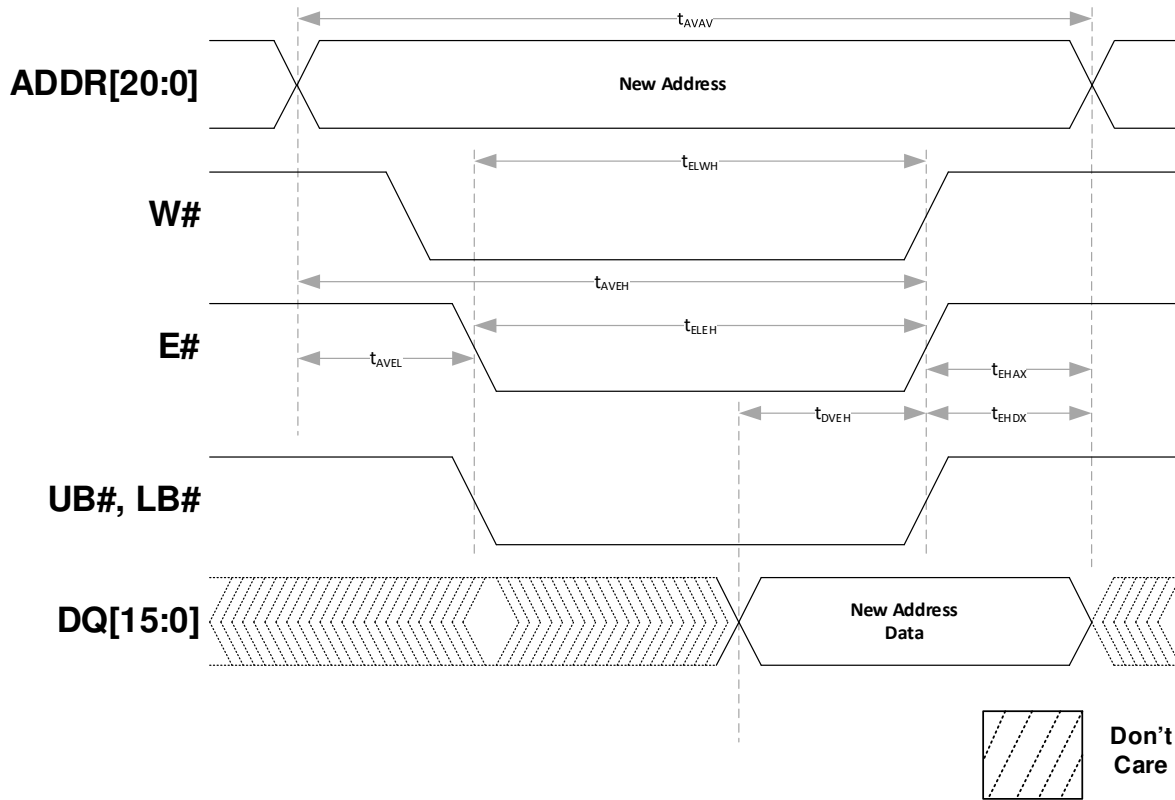 tAVAV
ADDR[20:0]
New Address
tELWH
W#
tAVEH
tELEH
E#
tAVEL
tEHAX
tDVEH
tEHDX
UB#, LB#
DQ[15:0]
New Address
Data
Don't
Care